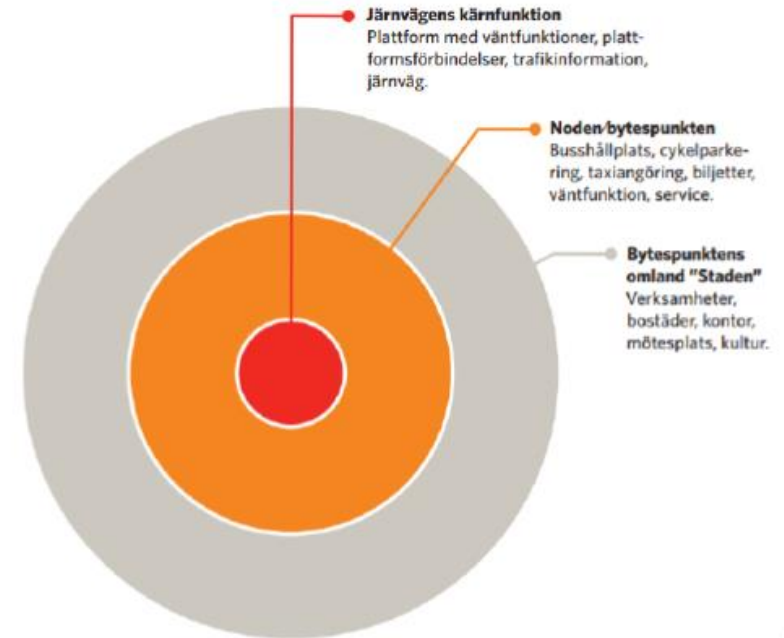 Järnvägens kärnfunktion
Plattform med väntfunktioner, platt-
formsförbindelser, trafikinformation,
järnväg.
Noden/bytespunkten
Busshållplats, cykelparke-
ring, taxiangöring, biljetter,
väntfunktion, service.
Bytespunktens
omland "Staden"
Verksamheter,
bostäder, kontor,
mötesplats, kultur.